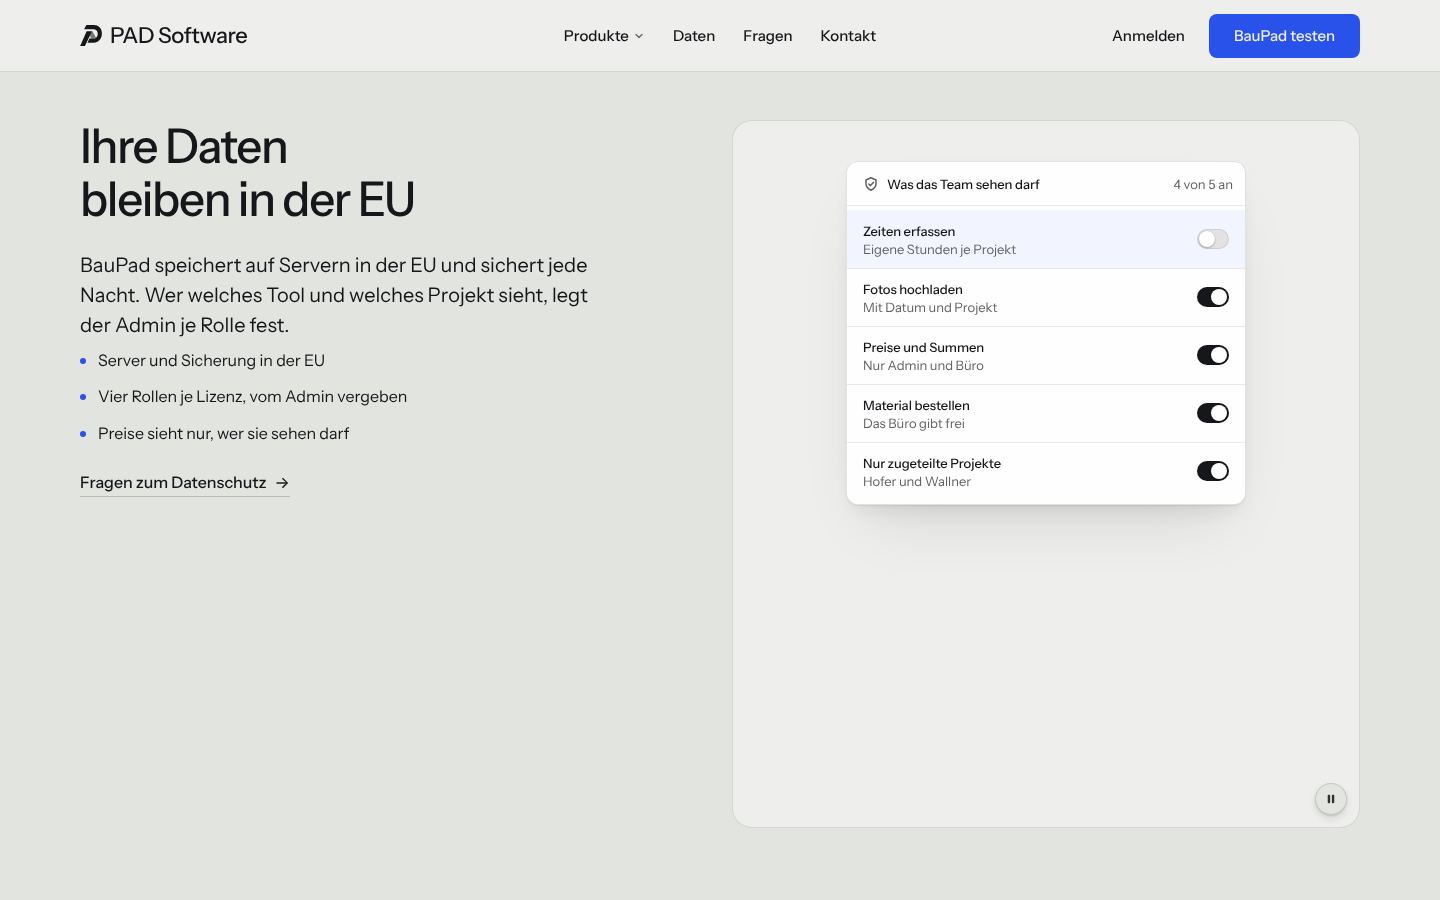 PAD Software
Produkte
Daten
Fragen
Kontakt
Anmelden
BauPad testen
Ihre Daten
bleiben in der EU
BauPad speichert auf Servern in der EU und sichert jede
Nacht. Wer welches Tool und welches Projekt sieht, legt
der Admin je Rolle fest.
Server und Sicherung in der EU
Vier Rollen je Lizenz, vom Admin vergeben
Preise sieht nur, wer sie sehen darf
Fragen zum Datenschutz →
Was das Team sehen darf
4 von 5 an
Zeiten erfassen
Eigene Stunden je Projekt
Fotos hochladen
Mit Datum und Projekt
Preise und Summen
Nur Admin und Büro
Material bestellen
Das Büro gibt frei
Nur zugeteilte Projekte
Hofer und Wallner